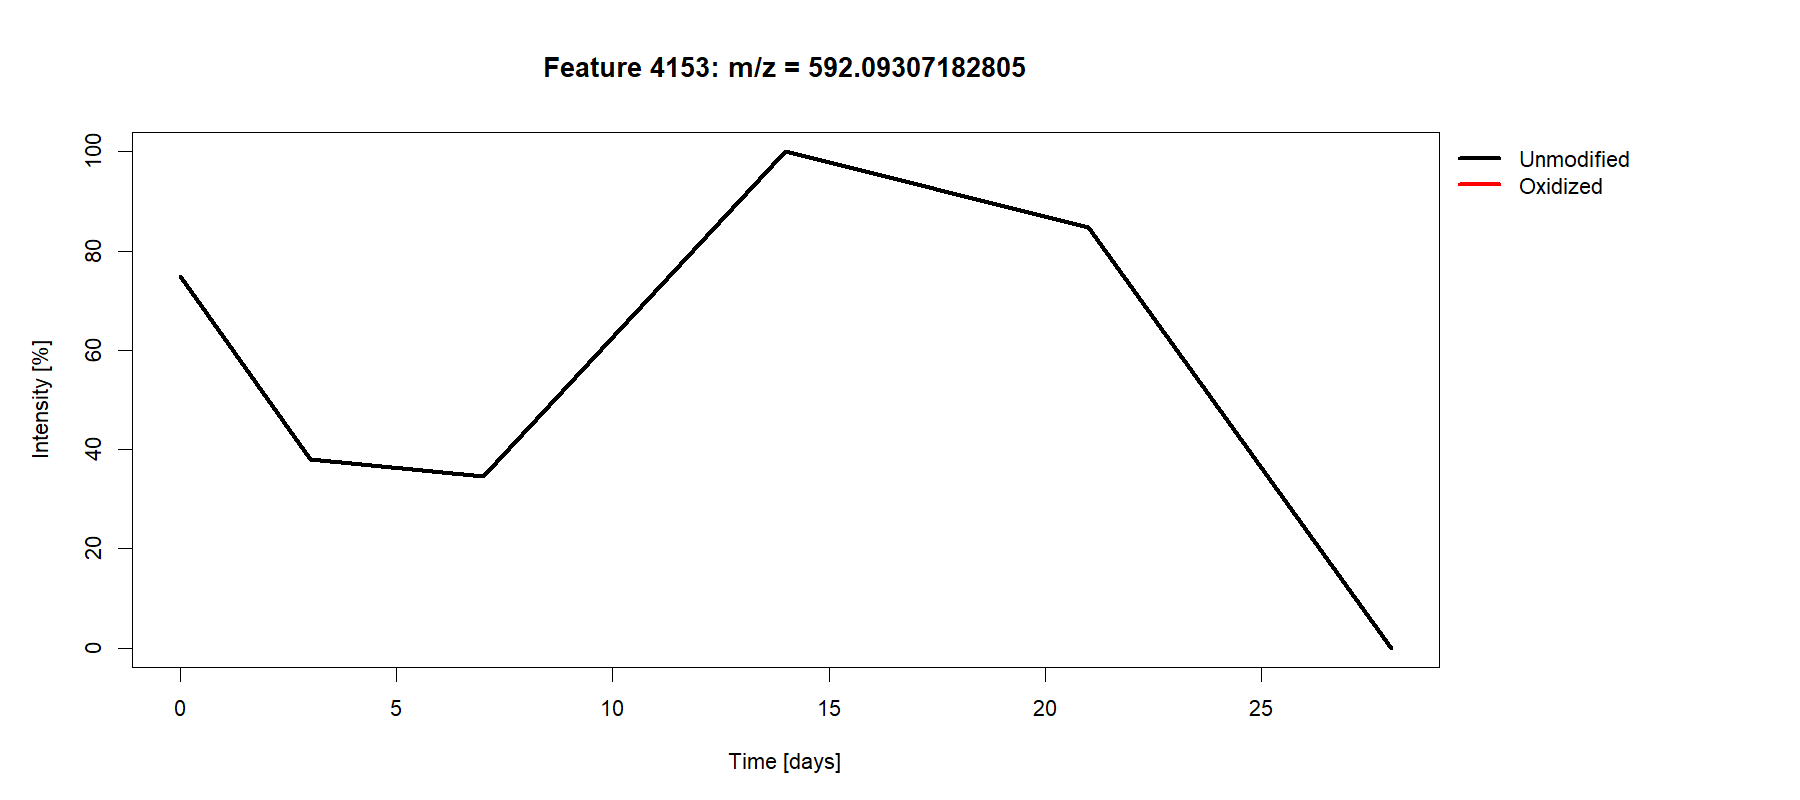 Feature 4153: m/z = 592.09307182805
Unmodified
Oxidized
Intensity [%]
100
80
60
40
20
0
0 5 10 15 20 25
Time [days]